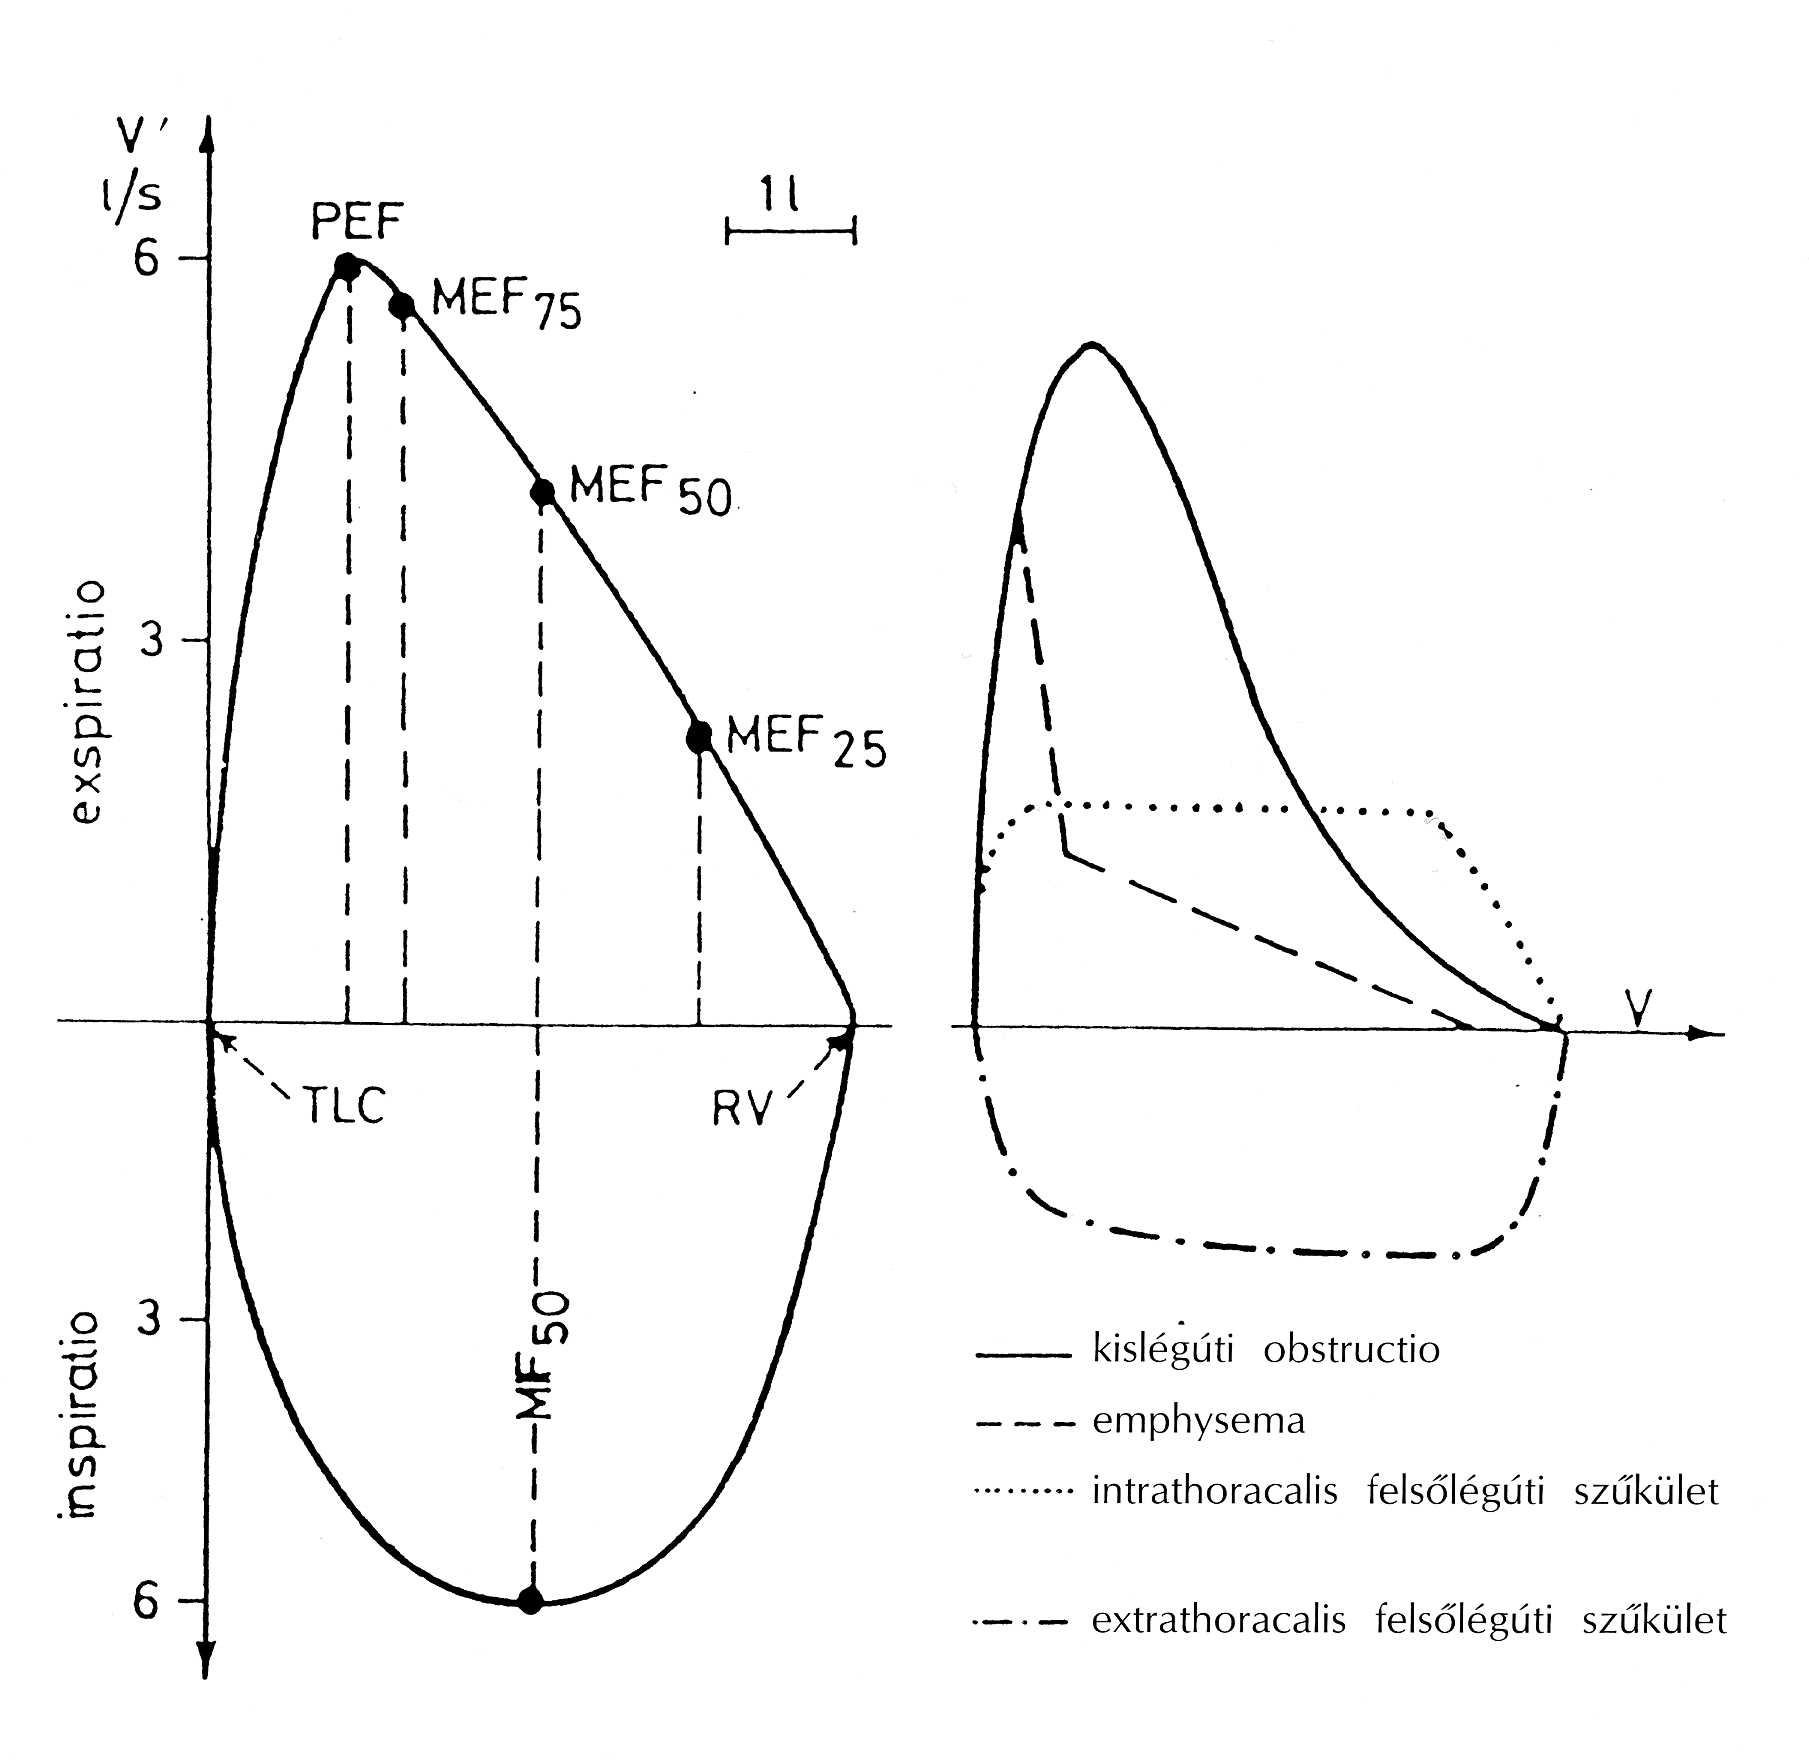 V'
l/s
6
PEF
1 l
MEF75
MEF50
3
exspiratio
MEF25
V
TLC
RV
3
MF50
inspiratio
6
kislégúti obstructio
emphysema
intrathoracalis felsőlégúti szűkület
extrathoracalis felsőlégúti szűkület